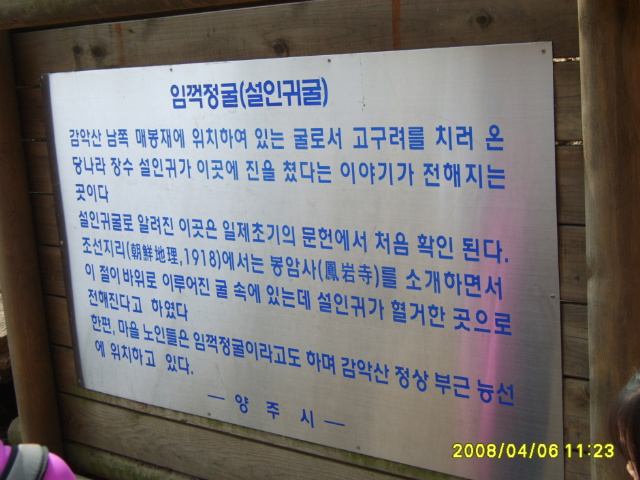 임꺽정굴(설인귀굴)
감악산 남쪽 매봉재에 위치하여 있는 굴로서 고구려를 치러 온
당나라 장수 설인귀가 이곳에 진을 쳤다는 이야기가 전해지는
곳이다
설인귀굴로 알려진 이곳은 일제초기의 문헌에서 처음 확인 된다.
조선지리(朝鮮地理,1918)에서는 봉암사(鳳岩寺)를 소개하면서
이 절이 바위로 이루어진 굴 속에 있는데 설인귀가 혈거한 곳으로
전해진다고 하였다
한편, 마을 노인들은 임꺽정굴이라고도 하며 감악산 정상 부근 능선
에 위치하고 있다.
— 양 주 시 —
2008/04/06 11:23